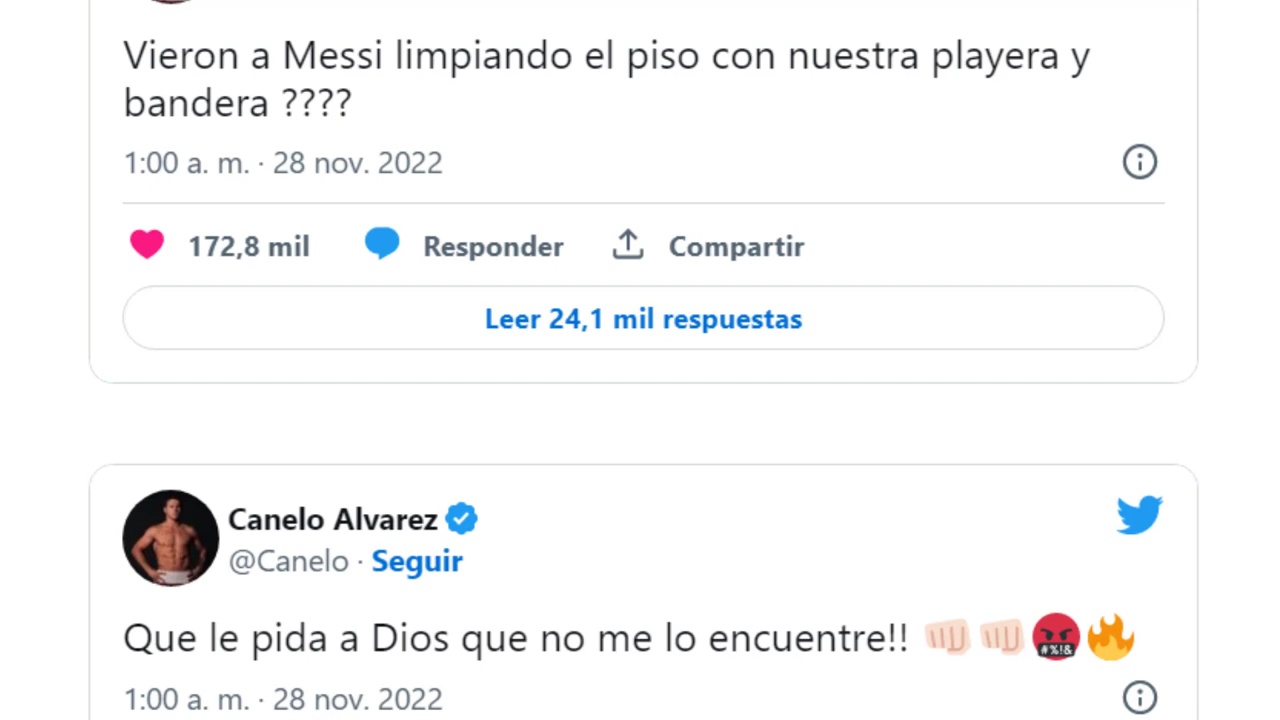 Vieron a Messi limpiando el piso con nuestra playera y
bandera ????
1:00 a. m. · 28 nov. 2022
172,8 mil Responder Compartir
Leer 24,1 mil respuestas
Canelo Alvarez
@Canelo · Seguir
Que le pida a Dios que no me lo encuentre!! 👊🏻👊🏻🤬🔥
1:00 a. m. · 28 nov. 2022